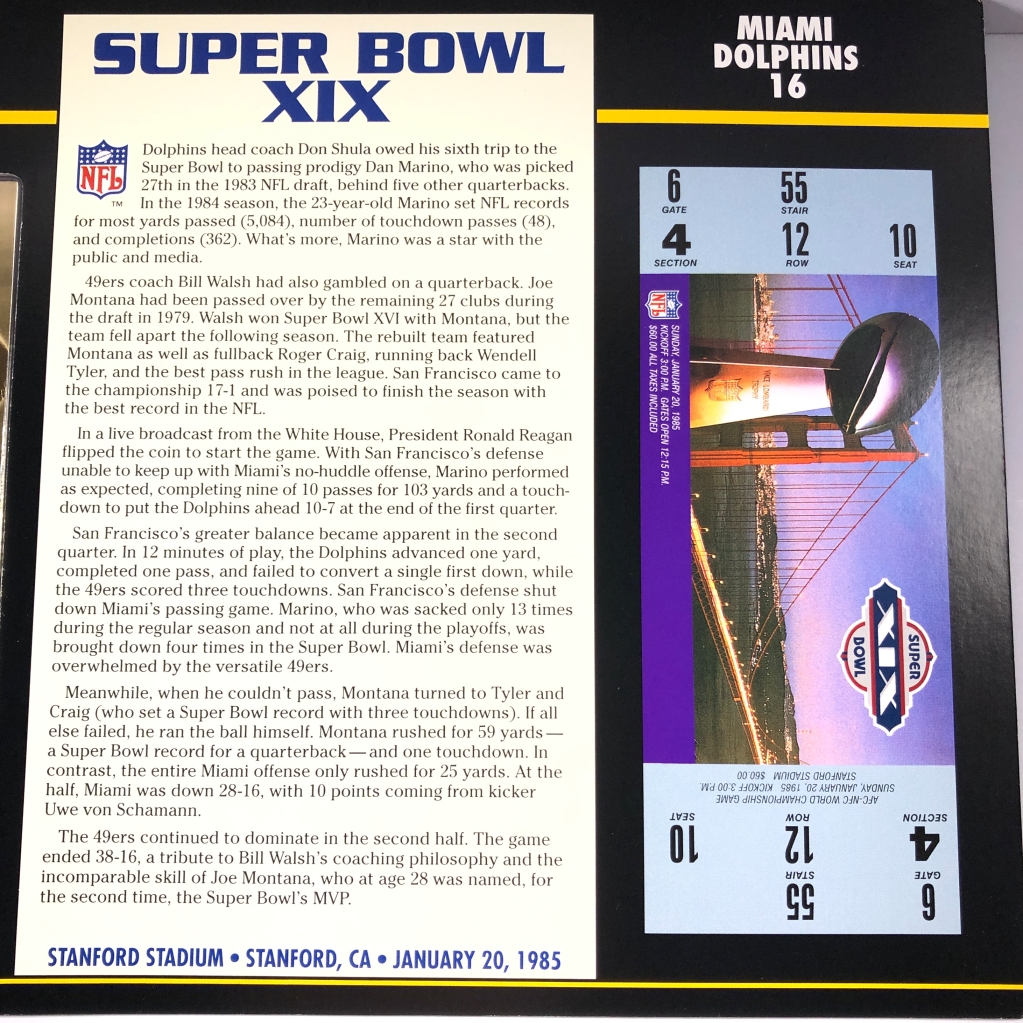 SUPER BOWL
XIX
NFL
TM
Dolphins head coach Don Shula owed his sixth trip to the
Super Bowl to passing prodigy Dan Marino, who was picked
27th in the 1983 NFL draft, behind five other quarterbacks.
In the 1984 season, the 23-year-old Marino set NFL records
for most yards passed (5,084), number of touchdown passes (48),
and completions (362). What's more, Marino was a star with the
public and media.
49ers coach Bill Walsh had also gambled on a quarterback. Joe
Montana had been passed over by the remaining 27 clubs during
the draft in 1979. Walsh won Super Bowl XVI with Montana, but the
team fell apart the following season. The rebuilt team featured
Montana as well as fullback Roger Craig, running back Wendell
Tyler, and the best pass rush in the league. San Francisco came to
the championship 17-1 and was poised to finish the season with
the best record in the NFL.
In a live broadcast from the White House, President Ronald Reagan
flipped the coin to start the game. With San Francisco's defense
unable to keep up with Miami's no-huddle offense, Marino performed
as expected, completing nine of 10 passes for 103 yards and a touch-
down to put the Dolphins ahead 10-7 at the end of the first quarter.
San Francisco's greater balance became apparent in the second
quarter. In 12 minutes of play, the Dolphins advanced one yard,
completed one pass, and failed to convert a single first down, while
the 49ers scored three touchdowns. San Francisco's defense shut
down Miami's passing game. Marino, who was sacked only 13 times
during the regular season and not at all during the playoffs, was
brought down four times in the Super Bowl. Miami's defense was
overwhelmed by the versatile 49ers.
Meanwhile, when he couldn't pass, Montana turned to Tyler and
Craig (who set a Super Bowl record with three touchdowns). If all
else failed, he ran the ball himself. Montana rushed for 59 yards—
a Super Bowl record for a quarterback—and one touchdown. In
contrast, the entire Miami offense only rushed for 25 yards. At the
half, Miami was down 28-16, with 10 points coming from kicker
Uwe von Schamann.
The 49ers continued to dominate in the second half. The game
ended 38-16, a tribute to Bill Walsh's coaching philosophy and the
incomparable skill of Joe Montana, who at age 28 was named, for
the second time, the Super Bowl's MVP.
STANFORD STADIUM • STANFORD, CA • JANUARY 20, 1985
MIAMI
DOLPHINS
16
6 55
GATE STAIR
4 12 10
SECTION ROW SEAT
NFL
SUNDAY, JANUARY 20, 1985
KICKOFF 3:00 P.M. GATES OPEN 12:15 P.M.
$60.00 ALL TAXES INCLUDED
VINCE LOMBARDI
TROPHY
NFL
SUPER
XIX
BOWL
AFC-NFC WORLD CHAMPIONSHIP GAME
SUNDAY, JANUARY 20, 1985 KICKOFF 3:00 P.M.
STANFORD STADIUM $60.00
SECTION ROW SEAT
4 12 10
GATE STAIR
6 55